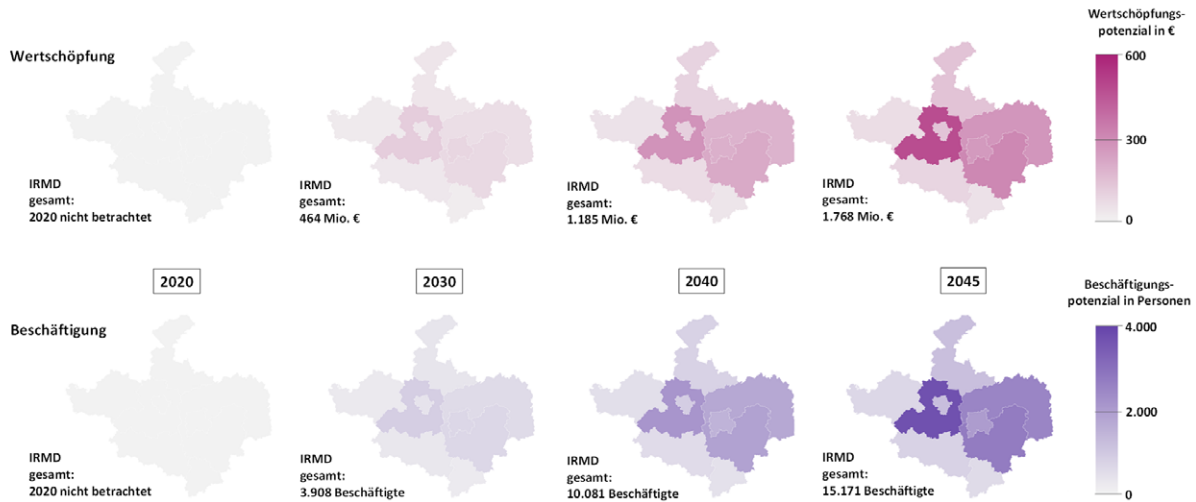 Wertschöpfung
IRMD
gesamt:
2020 nicht betrachtet
IRMD
gesamt:
464 Mio. €
IRMD
gesamt:
1.185 Mio. €
IRMD
gesamt:
1.768 Mio. €
Wertschöpfungs-
potenzial in €
600
300
0
2020
2030
2040
2045
Beschäftigung
IRMD
gesamt:
2020 nicht betrachtet
IRMD
gesamt:
3.908 Beschäftigte
IRMD
gesamt:
10.081 Beschäftigte
IRMD
gesamt:
15.171 Beschäftigte
Beschäftigungs-
potenzial in Personen
4.000
2.000
0